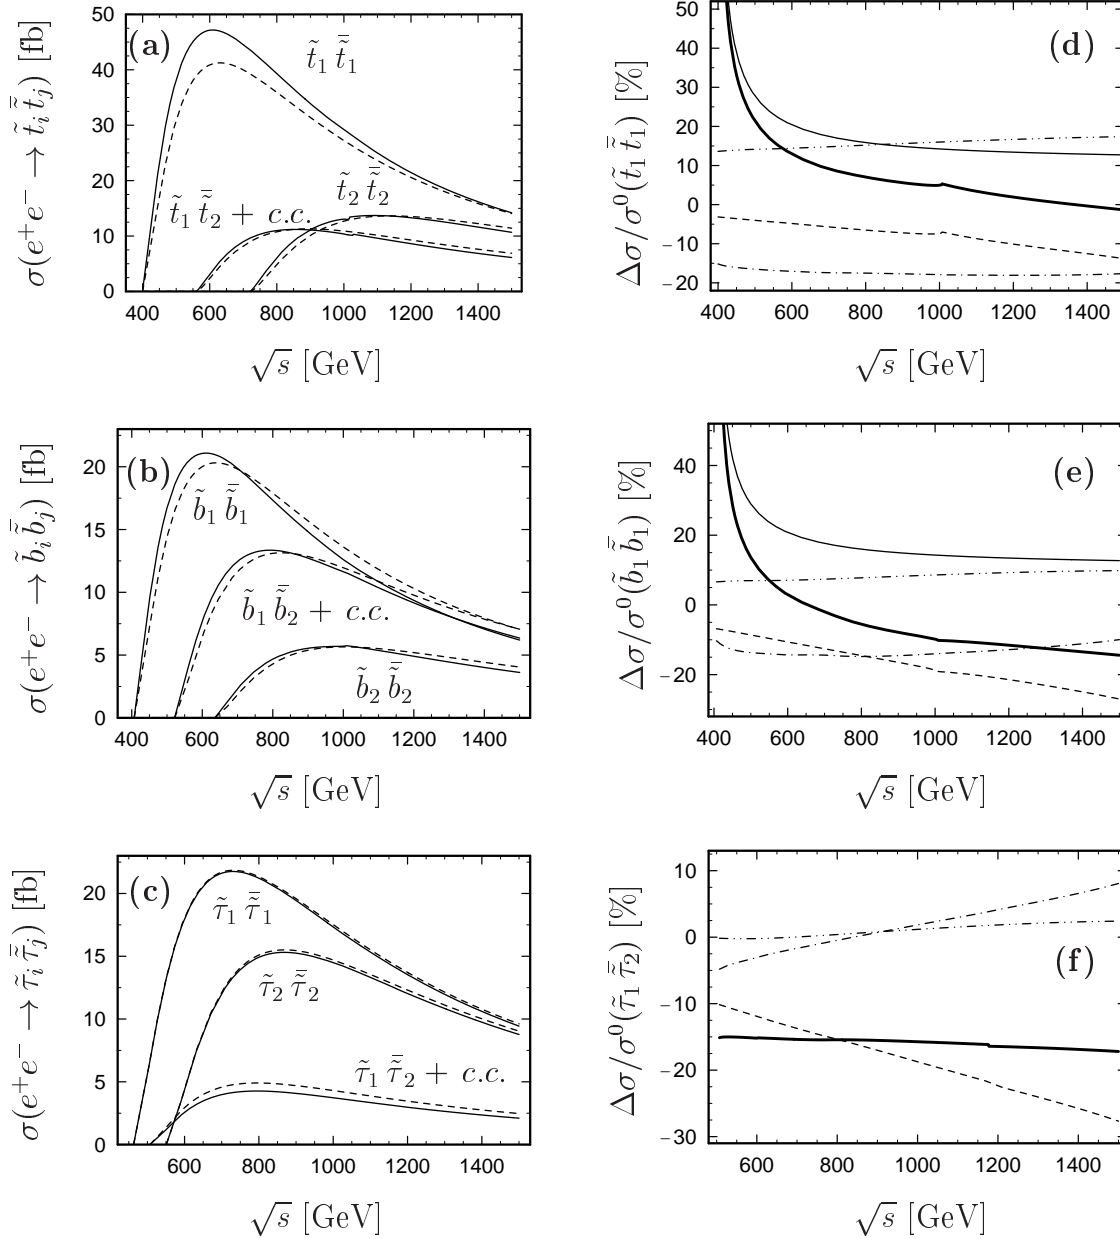 σ(e⁺e⁻ → t̃ᵢ t̃̄ⱼ) [fb]
50
40
30
20
10
0
(a)
t̃₁ t̃̄₁
t̃₂ t̃̄₂
t̃₁ t̃̄₂ + c.c.
400 600 800 1000 1200 1400
√s [GeV]
Δσ/σ⁰(t̃₁ t̃̄₁) [%]
50
40
30
20
10
0
−10
−20
(d)
400 600 800 1000 1200 1400
√s [GeV]
σ(e⁺e⁻ → b̃ᵢ b̃̄ⱼ) [fb]
20
15
10
5
0
(b)
b̃₁ b̃̄₁
b̃₁ b̃̄₂ + c.c.
b̃₂ b̃̄₂
400 600 800 1000 1200 1400
√s [GeV]
Δσ/σ⁰(b̃₁ b̃̄₁) [%]
40
20
0
−20
(e)
400 600 800 1000 1200 1400
√s [GeV]
σ(e⁺e⁻ → τ̃ᵢ τ̃̄ⱼ) [fb]
20
15
10
5
0
(c)
τ̃₁ τ̃̄₁
τ̃₂ τ̃̄₂
τ̃₁ τ̃̄₂ + c.c.
600 800 1000 1200 1400
√s [GeV]
Δσ/σ⁰(τ̃₁ τ̃̄₂) [%]
10
0
−10
−20
−30
(f)
600 800 1000 1200 1400
√s [GeV]